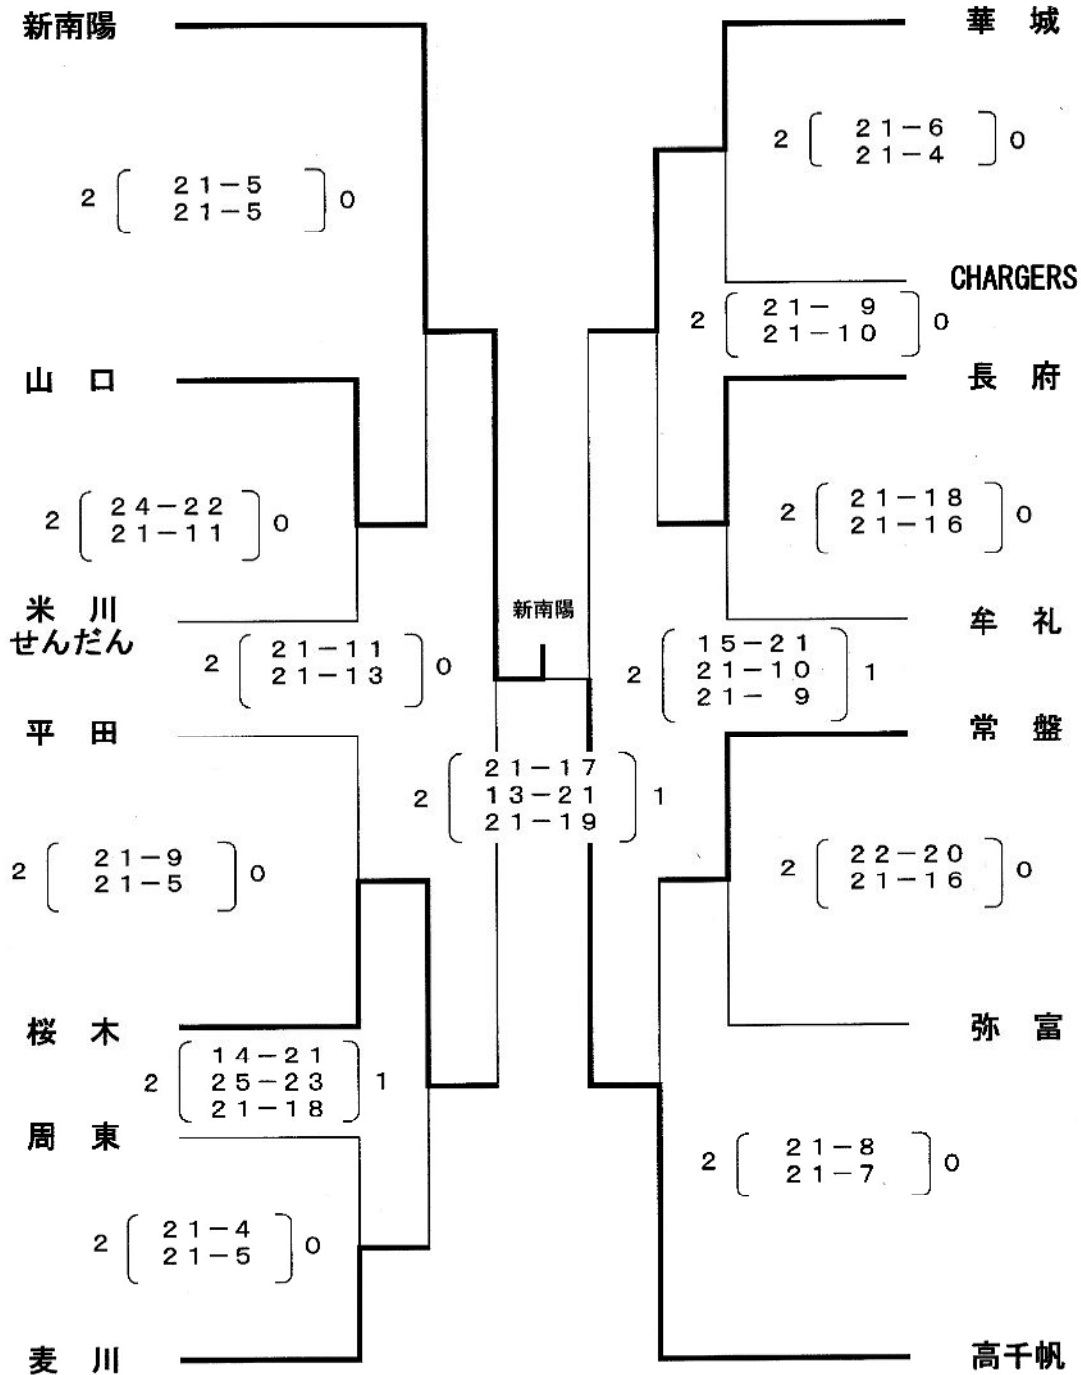 新南陽
2 21-5 0
21-5
山 口
2 24-22 0
21-11
米 川
せんだん
2 21-11 0
21-13
平 田
2 21-9 0
21-5
桜 木
2 14-21 1
25-23
21-18
周 東
2 21-4 0
21-5
麦 川
新南陽
2 21-17 1
13-21
21-19
華 城
2 21-6 0
21-4
CHARGERS
2 21- 9 0
21-10
長 府
2 21-18 0
21-16
牟 礼
2 15-21 1
21-10
21- 9
常 盤
2 22-20 0
21-16
弥 富
2 21-8 0
21-7
高千帆